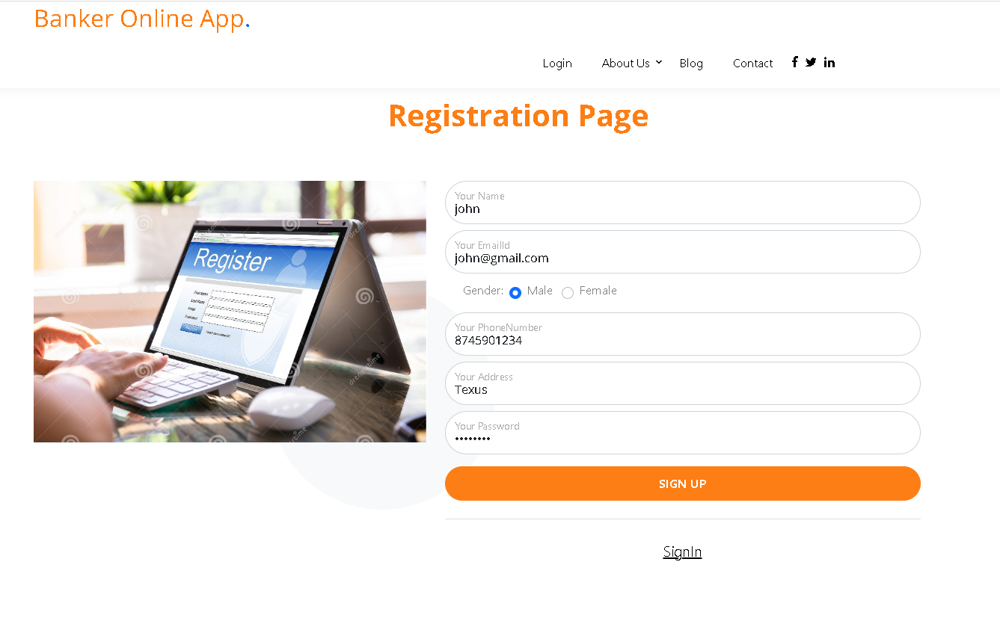 Banker Online App.
Login About Us Blog Contact
Registration Page
Register
Your Name
john
Your EmailId
john@gmail.com
Gender: Male Female
Your PhoneNumber
8745901234
Your Address
Texus
Your Password
SIGN UP
SignIn